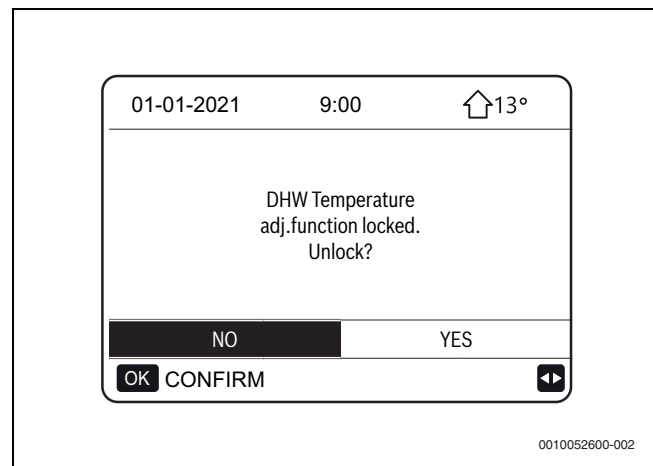 01-01-2021 9:00 13°
DHW Temperature
adj.function locked.
Unlock?
NO YES
OK CONFIRM
0010052600-002